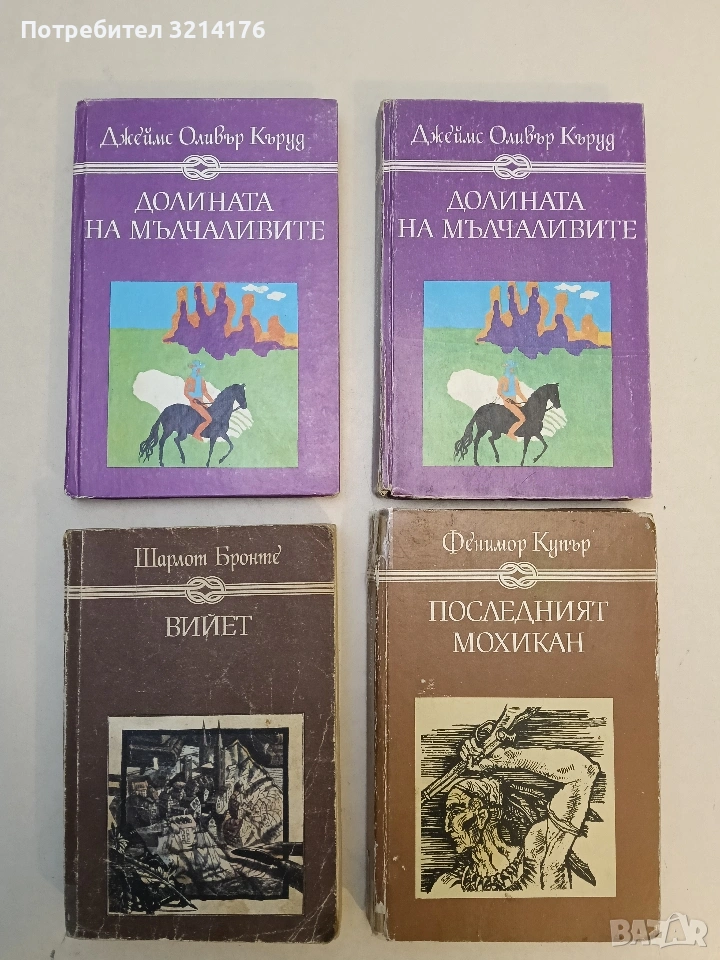 Потребител 3214176
Джеймс Оливър Кърууд
ДОЛИНАТА
НА МЪЛЧАЛИВИТЕ
Джеймс Оливър Кърууд
ДОЛИНАТА
НА МЪЛЧАЛИВИТЕ
Шарлот Бронте
ВИЙЕТ
Фенимор Купър
ПОСЛЕДНИЯТ
МОХИКАН
BAZAR